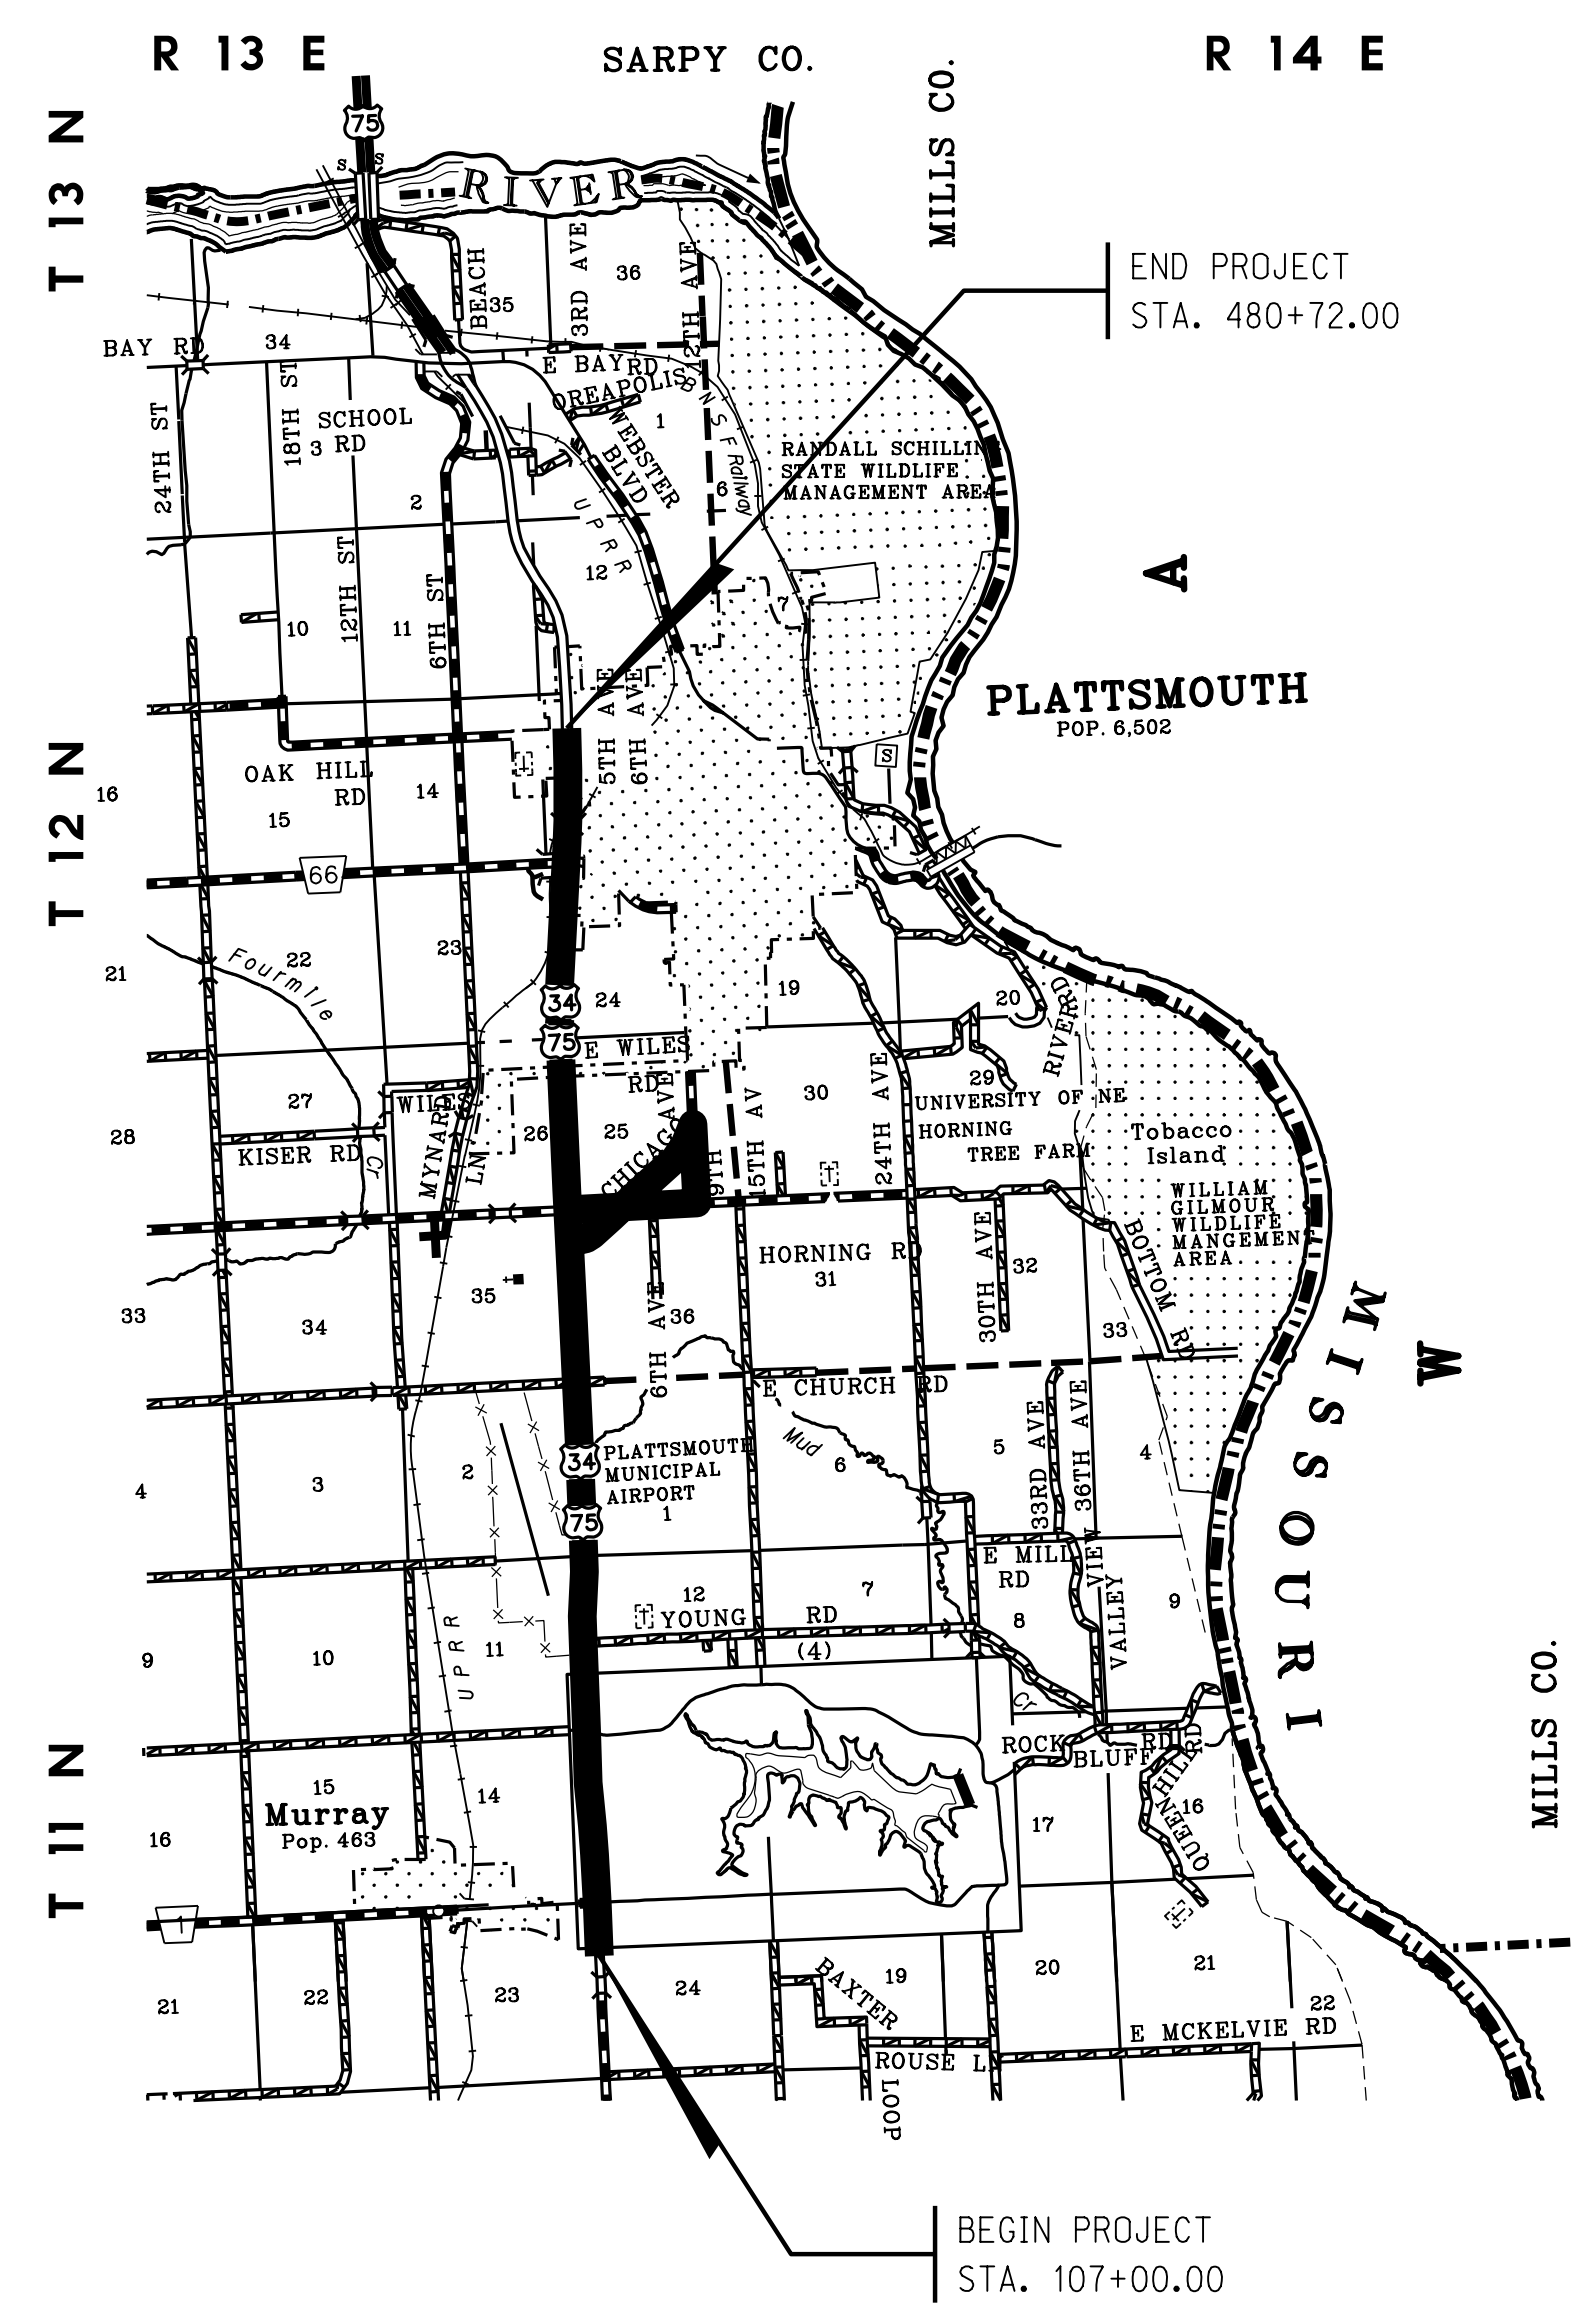 R 13 E
SARPY CO.
R 14 E
MILLS CO.
T 13 N
75
S
S
RIVER
END PROJECT
STA. 480+72.00
BEACH
35
3RD AVE
36
12TH AVE
BAY RD
34
E BAY RD
OREAPOLIS
BNSF Railway
24TH ST
18TH ST
SCHOOL
3 RD
WEBSTER
BLVD
1
RANDALL SCHILLING
STATE WILDLIFE
MANAGEMENT AREA
2
6
UPRR
12TH ST
6TH ST
12
7
A
10
11
5TH AVE
6TH AVE
PLATTSMOUTH
POP. 6,502
T 12 N
16
OAK HILL
RD
14
15
S
66
Fourmile
22
23
21
34
24
19
20
75
E WILES
RD
RIVER RD
27
WILES
28
KISER RD
Cr
MYNARD
LM
26
25
CHICAGO
AVE
9TH
15TH AV
30
24TH AVE
29
UNIVERSITY OF NE
HORNING
TREE FARM
Tobacco
Island
WILLIAM
GILMOUR
WILDLIFE
MANGEMENT
AREA
HORNING RD
31
30TH AVE
32
BOTTOM RD
33
34
35
6TH AVE
36
33
MISSOURI
W
E CHURCH RD
34
PLATTSMOUTH
MUNICIPAL
AIRPORT
1
Mud
6
5
33RD AVE
36TH AVE
4
4
3
2
75
E MILL
RD
VIEW
VALLEY
12
7
8
9
YOUNG RD
(4)
9
10
11
UPRR
Cr
ROCK
BLUFF RD
QUEEN HILL RD
MILLS CO.
T 11 N
15
Murray
Pop. 463
14
16
17
16
1
21
22
23
24
BAXTER
19
20
21
22
E MCKELVIE RD
ROUSE L
LOOP
BEGIN PROJECT
STA. 107+00.00